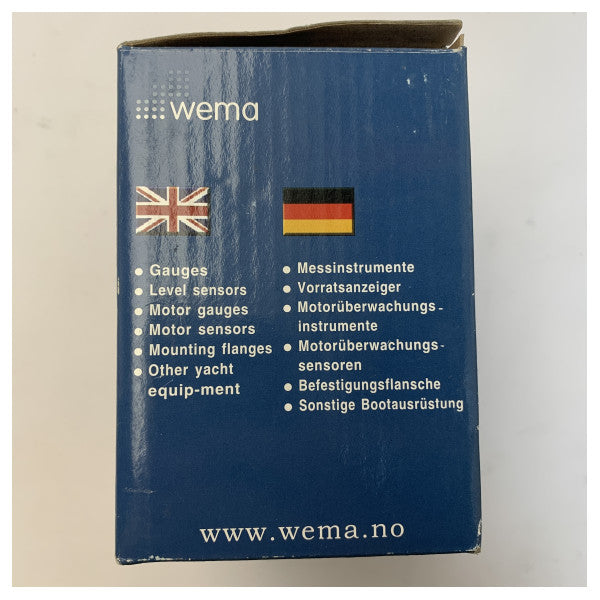 wema
• Gauges
• Level sensors
• Motor gauges
• Motor sensors
• Mounting flanges
• Other yacht
equip-ment
• Messinstrumente
• Vorratsanzeiger
• Motorüberwachungs-
instrumente
• Motorüberwachungs-
sensoren
• Befestigungsflansche
• Sonstige Bootausrüstung
www.wema.no